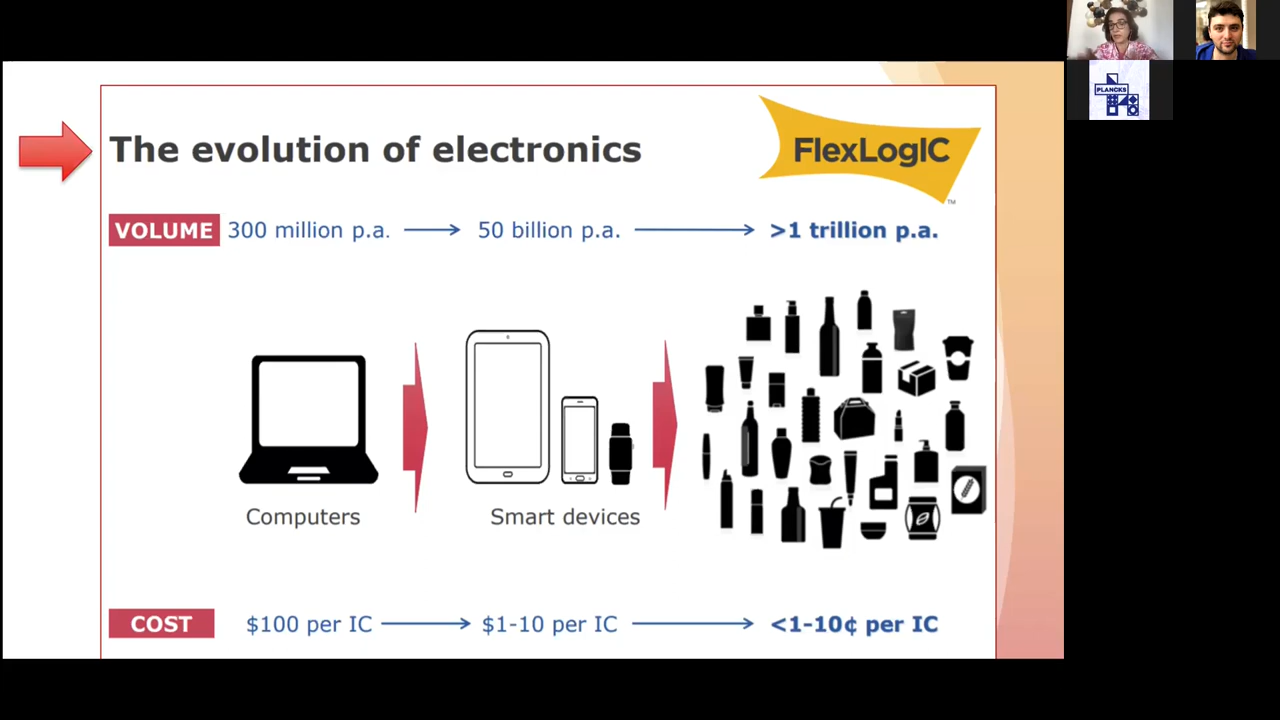 The evolution of electronics
FlexLogIC
™
VOLUME 300 million p.a. 50 billion p.a. >1 trillion p.a.
Computers
Smart devices
COST $100 per IC $1-10 per IC <1-10¢ per IC
PLANCKS